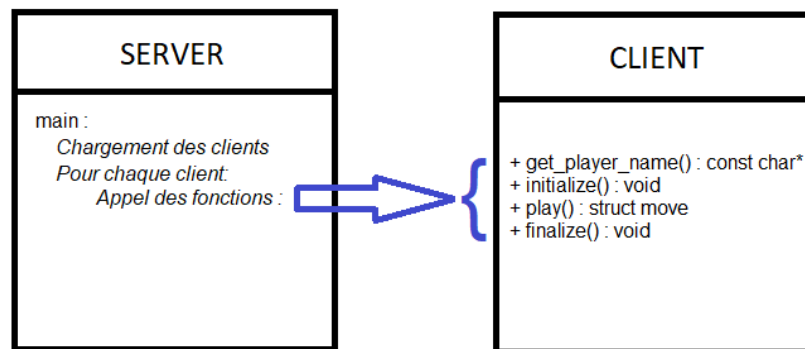 SERVER
main :
Chargement des clients
Pour chaque client:
Appel des fonctions :
CLIENT
+ get_player_name() : const char*
+ initialize() : void
+ play() : struct move
+ finalize() : void